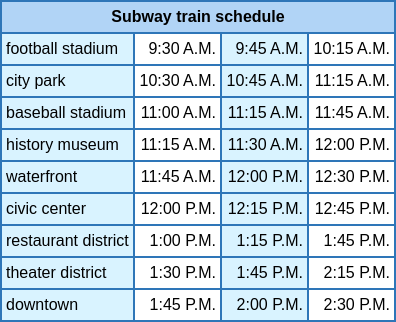 Subway train schedule
football stadium 9:30 A.M. 9:45 A.M. 10:15 A.M.
city park 10:30 A.M. 10:45 A.M. 11:15 A.M.
baseball stadium 11:00 A.M. 11:15 A.M. 11:45 A.M.
history museum 11:15 A.M. 11:30 A.M. 12:00 P.M.
waterfront 11:45 A.M. 12:00 P.M. 12:30 P.M.
civic center 12:00 P.M. 12:15 P.M. 12:45 P.M.
restaurant district 1:00 P.M. 1:15 P.M. 1:45 P.M.
theater district 1:30 P.M. 1:45 P.M. 2:15 P.M.
downtown 1:45 P.M. 2:00 P.M. 2:30 P.M.